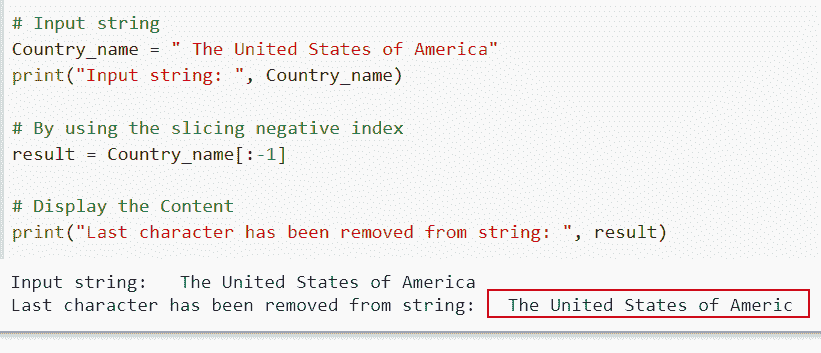 # Input string
Country_name = " The United States of America"
print("Input string: ", Country_name)
# By using the slicing negative index
result = Country_name[:-1]
# Display the Content
print("Last character has been removed from string: ", result)
Input string:   The United States of America
Last character has been removed from string:   The United States of Americ